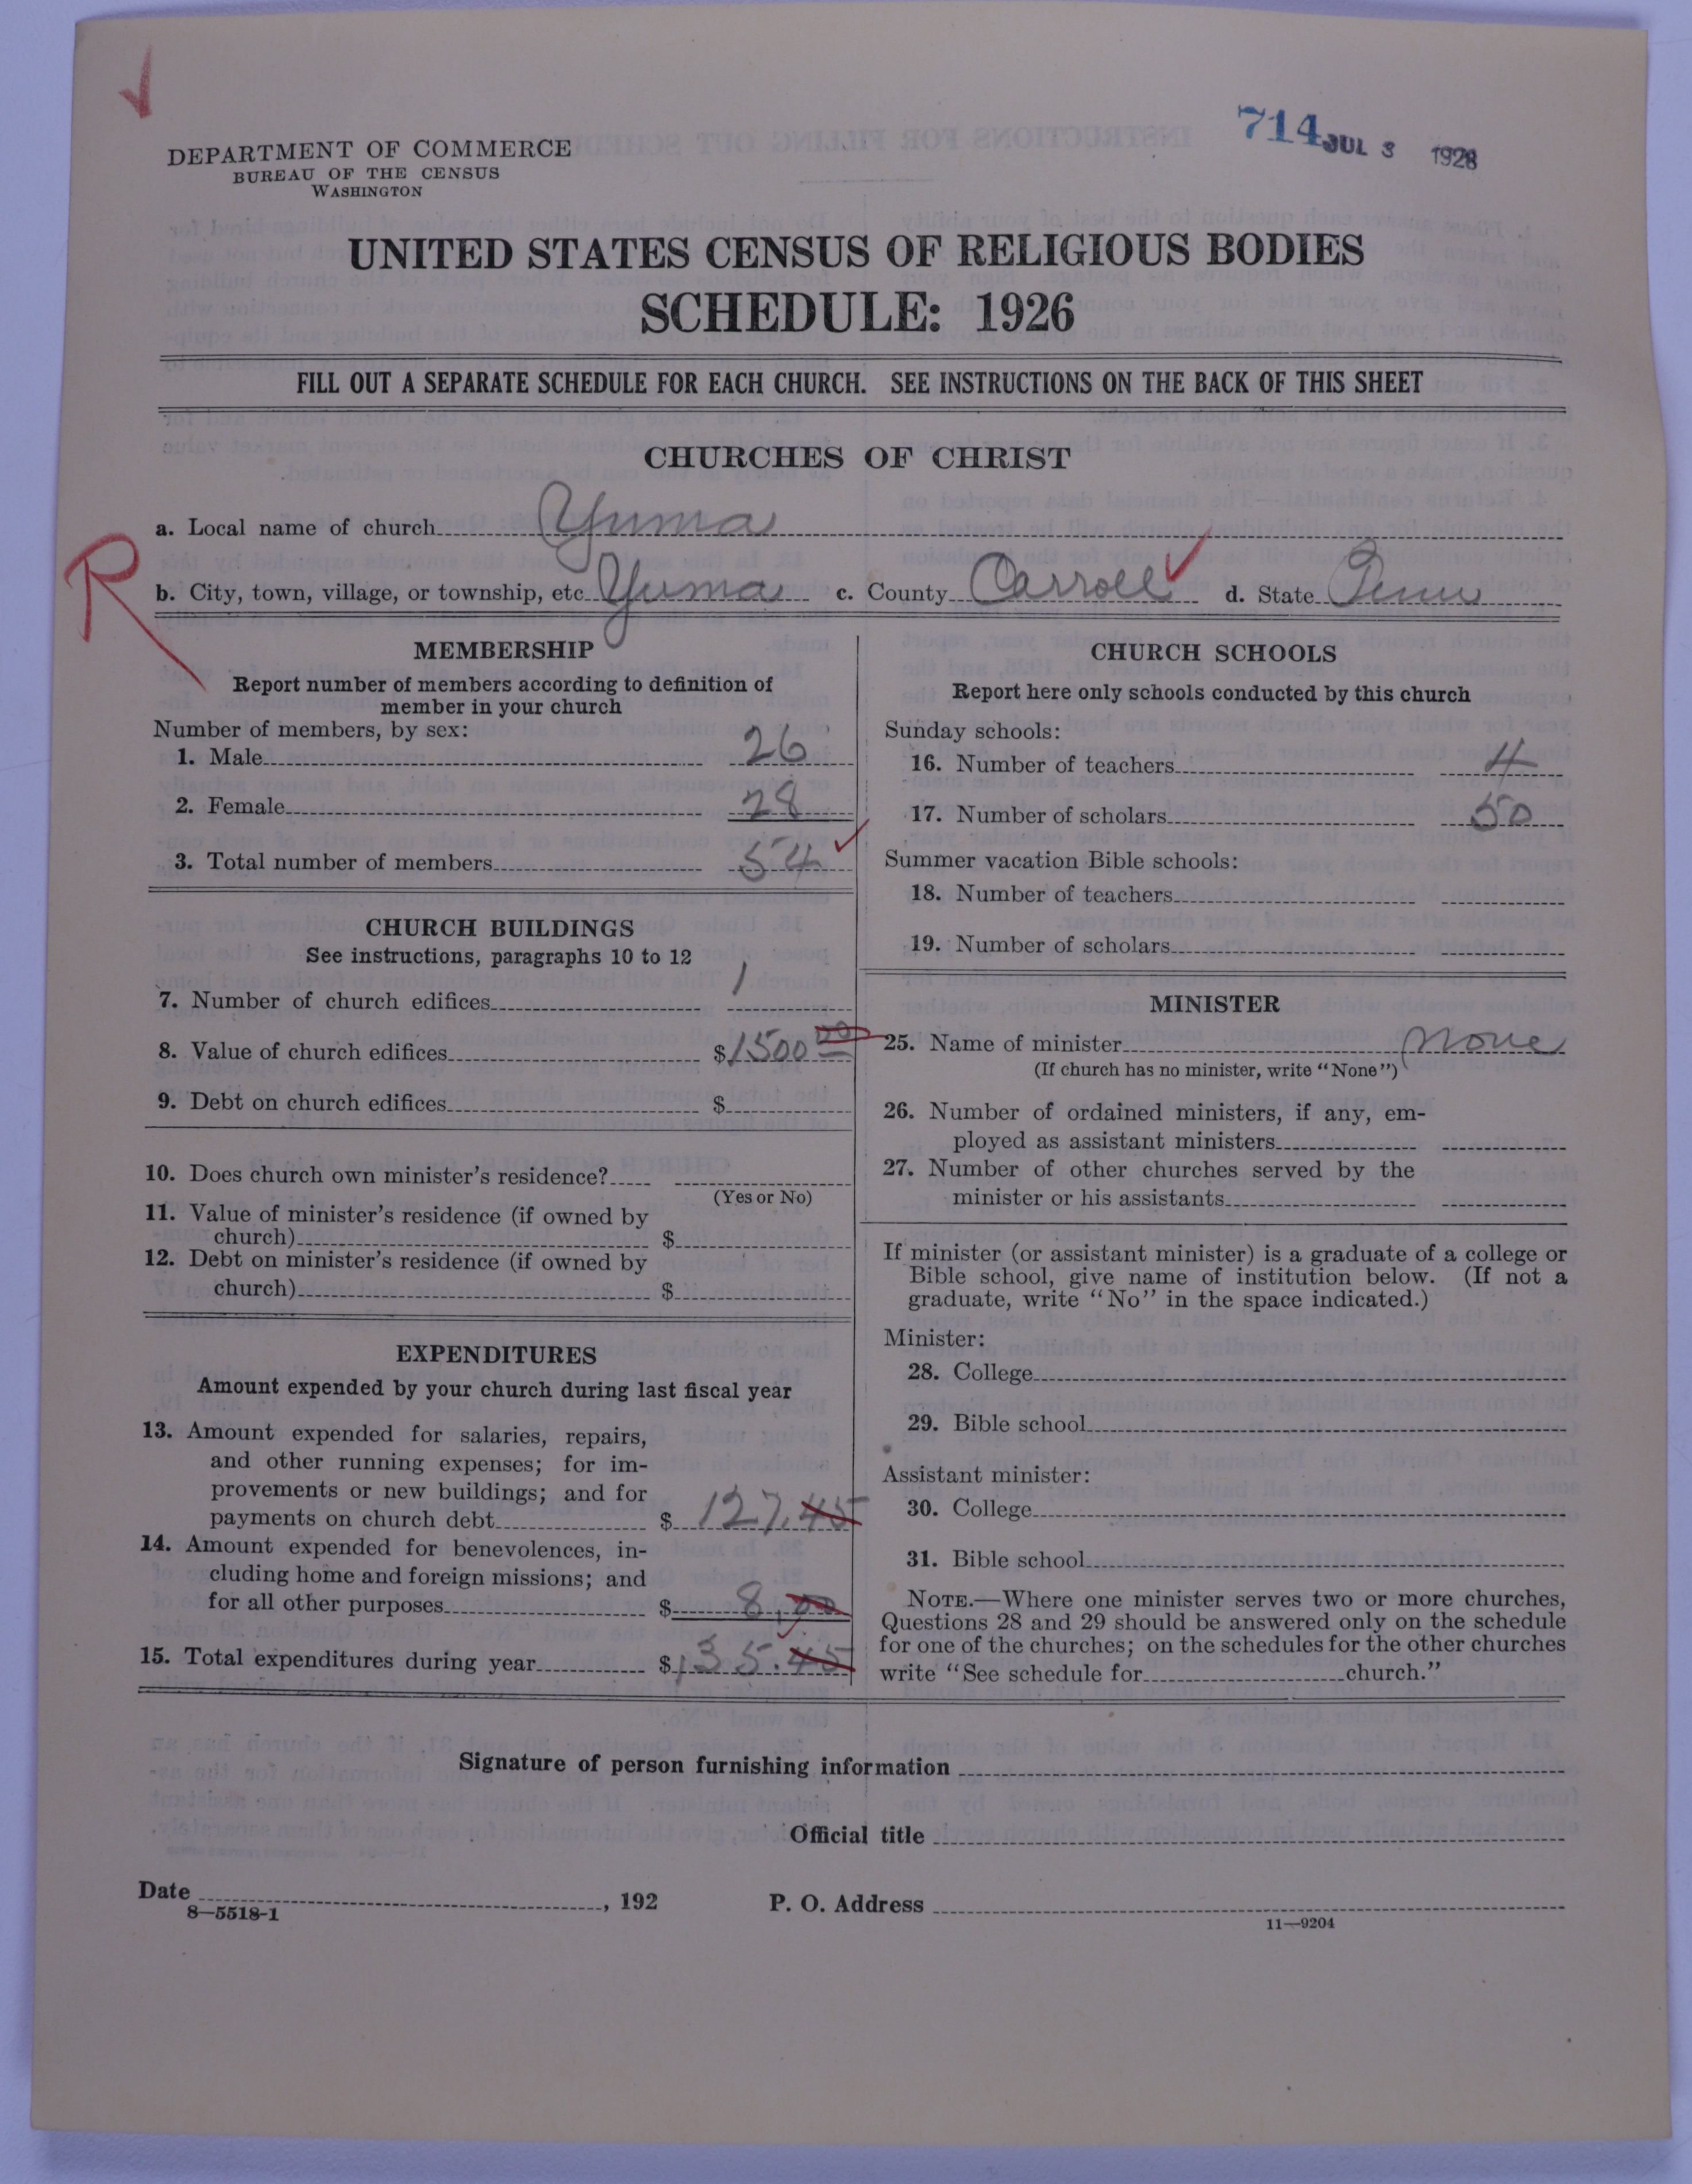 714 JUL 3 1928
DEPARTMENT OF COMMERCE
BUREAU OF THE CENSUS
WASHINGTON
UNITED STATES CENSUS OF RELIGIOUS BODIES
SCHEDULE: 1926
FILL OUT A SEPARATE SCHEDULE FOR EACH CHURCH. SEE INSTRUCTIONS ON THE BACK OF THIS SHEET
CHURCHES OF CHRIST
a. Local name of church Yuma
R
b. City, town, village, or township, etc. Yuma c. County Carroll d. State Tenn
MEMBERSHIP
Report number of members according to definition of
member in your church
Number of members, by sex:
1. Male 26
2. Female 28
3. Total number of members 54
CHURCH BUILDINGS
See instructions, paragraphs 10 to 12
7. Number of church edifices 1
8. Value of church edifices $1500 00
9. Debt on church edifices $
10. Does church own minister's residence?
(Yes or No)
11. Value of minister's residence (if owned by
church) $
12. Debt on minister's residence (if owned by
church) $
EXPENDITURES
Amount expended by your church during last fiscal year
13. Amount expended for salaries, repairs,
and other running expenses; for im-
provements or new buildings; and for
payments on church debt $ 127.45
14. Amount expended for benevolences, in-
cluding home and foreign missions; and
for all other purposes $ 8.00
15. Total expenditures during year $135.45
CHURCH SCHOOLS
Report here only schools conducted by this church
Sunday schools:
16. Number of teachers 4
17. Number of scholars 50
Summer vacation Bible schools:
18. Number of teachers
19. Number of scholars
MINISTER
25. Name of minister None
(If church has no minister, write "None")
26. Number of ordained ministers, if any, em-
ployed as assistant ministers
27. Number of other churches served by the
minister or his assistants
If minister (or assistant minister) is a graduate of a college or
Bible school, give name of institution below. (If not a
graduate, write "No" in the space indicated.)
Minister:
28. College
29. Bible school
Assistant minister:
30. College
31. Bible school
NOTE.—Where one minister serves two or more churches,
Questions 28 and 29 should be answered only on the schedule
for one of the churches; on the schedules for the other churches
write "See schedule for church."
Signature of person furnishing information
Official title
Date , 192 P. O. Address
8—5518-1
11—9204